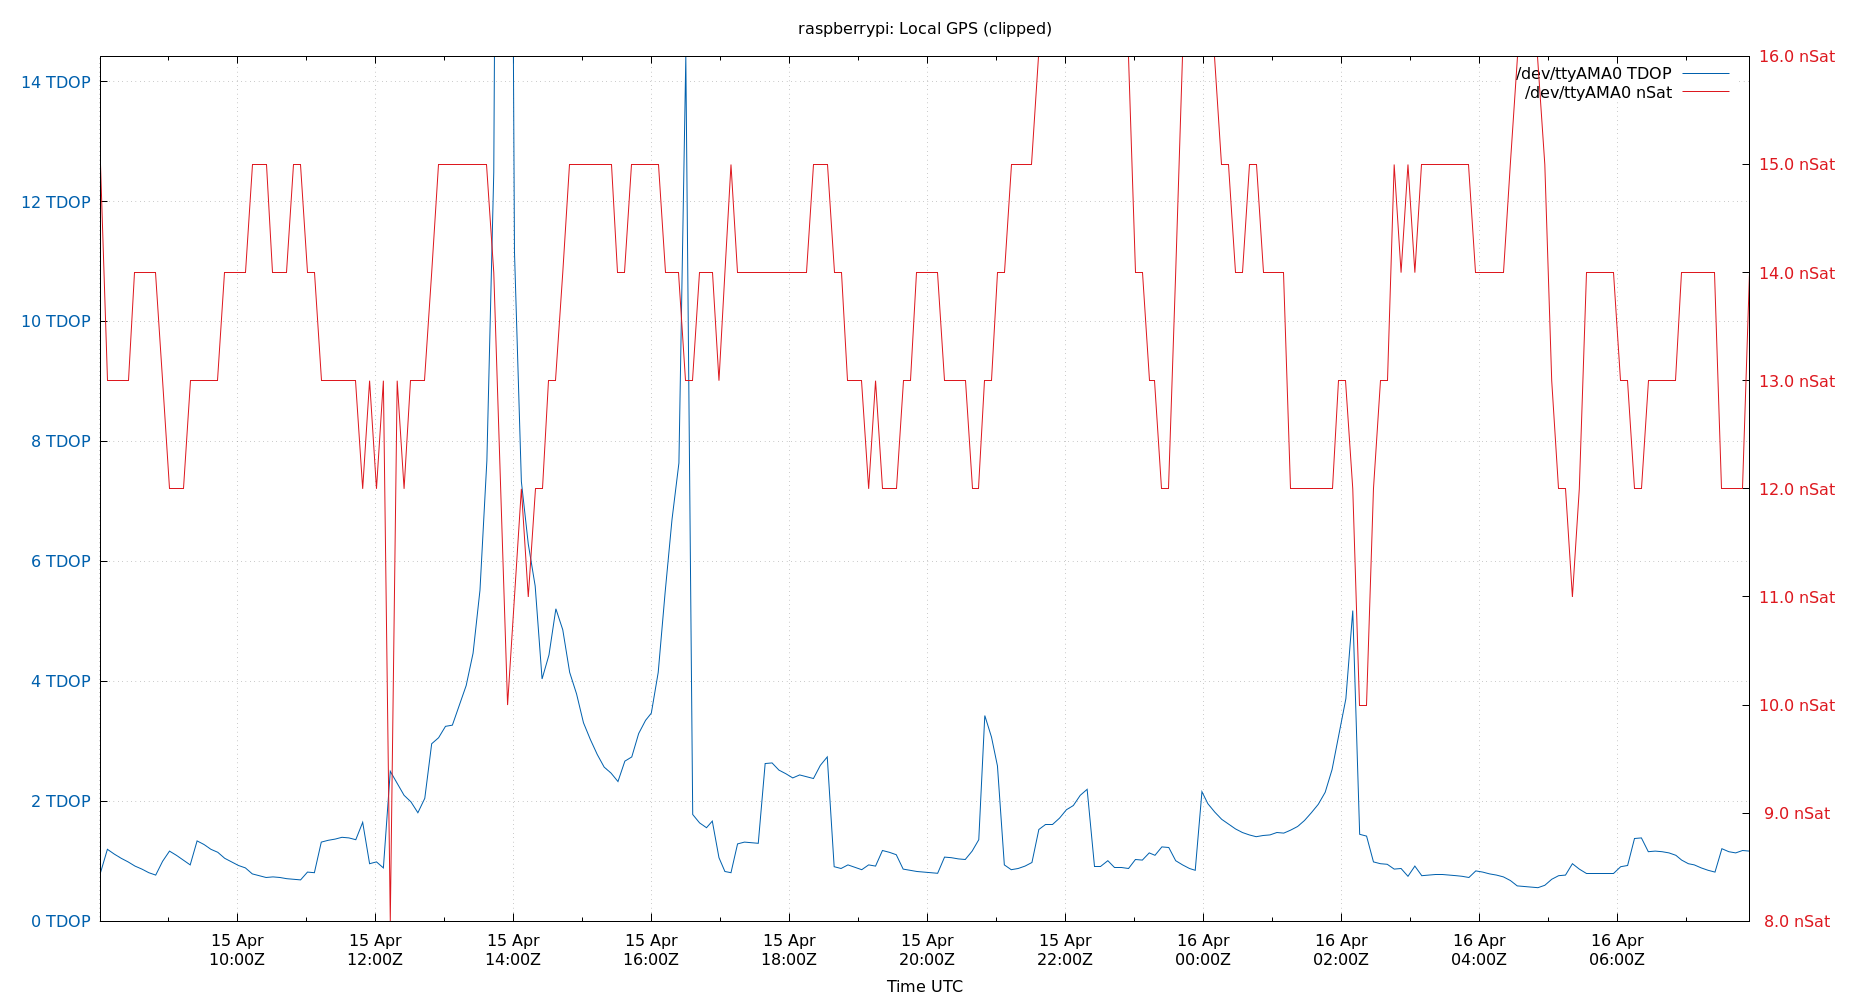 raspberrypi: Local GPS (clipped)
14 TDOP
12 TDOP
10 TDOP
8 TDOP
6 TDOP
4 TDOP
2 TDOP
0 TDOP
16.0 nSat
15.0 nSat
14.0 nSat
13.0 nSat
12.0 nSat
11.0 nSat
10.0 nSat
9.0 nSat
8.0 nSat
/dev/ttyAMA0 TDOP
/dev/ttyAMA0 nSat
15 Apr
10:00Z
15 Apr
12:00Z
15 Apr
14:00Z
15 Apr
16:00Z
15 Apr
18:00Z
15 Apr
20:00Z
15 Apr
22:00Z
16 Apr
00:00Z
16 Apr
02:00Z
16 Apr
04:00Z
16 Apr
06:00Z
Time UTC